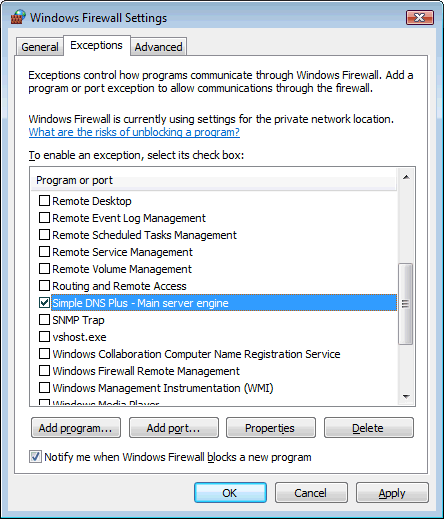 Windows Firewall Settings
General
Exceptions
Advanced
Exceptions control how programs communicate through Windows Firewall. Add a
program or port exception to allow communications through the firewall.
Windows Firewall is currently using settings for the private network location.
What are the risks of unblocking a program?
To enable an exception, select its check box:
Program or port
Remote Desktop
Remote Event Log Management
Remote Scheduled Tasks Management
Remote Service Management
Remote Volume Management
Routing and Remote Access
Simple DNS Plus - Main server engine
SNMP Trap
vshost.exe
Windows Collaboration Computer Name Registration Service
Windows Firewall Remote Management
Windows Management Instrumentation (WMI)
Windows Media Player
Add program...
Add port...
Properties
Delete
Notify me when Windows Firewall blocks a new program
OK
Cancel
Apply